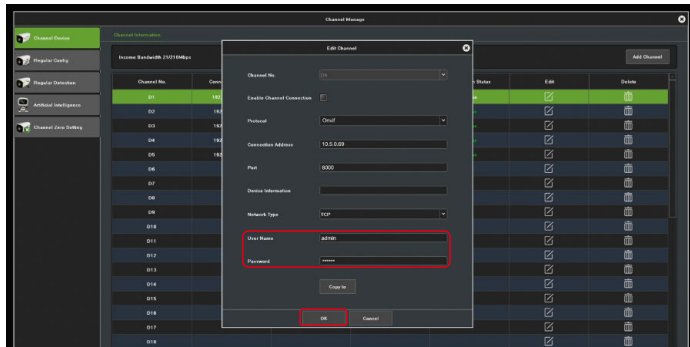 Channel Manage
Channel Device
Channel Information
Regular Config
Income Bandwidth 21/210Mbps
Add Channel
Regular Detection
Artificial Intelligence
Channel Zero Setting
Channel No.
Status
Edit
Delete
D1
D2
D3
D4
D5
D6
D7
D8
D9
D10
D11
D12
D13
D14
D15
D16
D17
D18
Edit Channel
Channel No.
Enable Channel Connection
Protocol
Onvif
Connection Address
10.5.0.69
Port
8000
Device Information
Network Type
TCP
User Name
admin
Password
••••••
Copy to
OK
Cancel